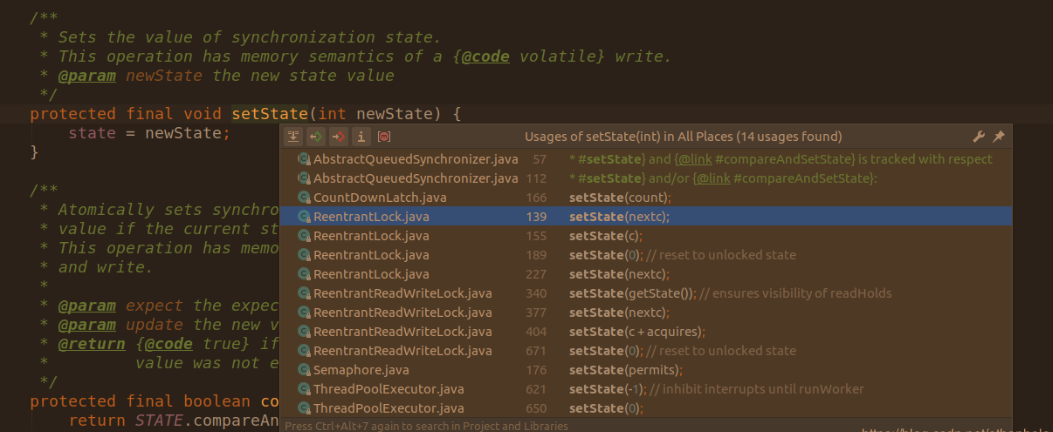 /**
* Sets the value of synchronization state.
* This operation has memory semantics of a {@code volatile} write.
* @param newState the new state value
*/
protected final void setState(int newState) {
state = newState;
}
Usages of setState(int) in All Places (14 usages found)
AbstractQueuedSynchronizer.java 57 * #setState} and {@link #compareAndSetState} is tracked with respect
AbstractQueuedSynchronizer.java 112 * #setState} and/or {@link #compareAndSetState}:
CountDownLatch.java 166 setState(count);
ReentrantLock.java 139 setState(nextc);
ReentrantLock.java 155 setState(c);
ReentrantLock.java 189 setState(0); // reset to unlocked state
ReentrantLock.java 227 setState(nextc);
ReentrantReadWriteLock.java 340 setState(getState()); // ensures visibility of readHolds
ReentrantReadWriteLock.java 377 setState(nextc);
ReentrantReadWriteLock.java 404 setState(c + acquires);
ReentrantReadWriteLock.java 671 setState(0); // reset to unlocked state
Semaphore.java 176 setState(permits);
ThreadPoolExecutor.java 621 setState(-1); // inhibit interrupts until runWorker
ThreadPoolExecutor.java 650 setState(0);
Press Ctrl+Alt+7 again to search in Project and Libraries
/**
* Atomically sets synchro
* value if the current st
* This operation has memo
* and write.
*
* @param expect the expec
* @param update the new v
* @return {@code true} if
* value was not e
*/
protected final boolean co
return STATE.compareAn